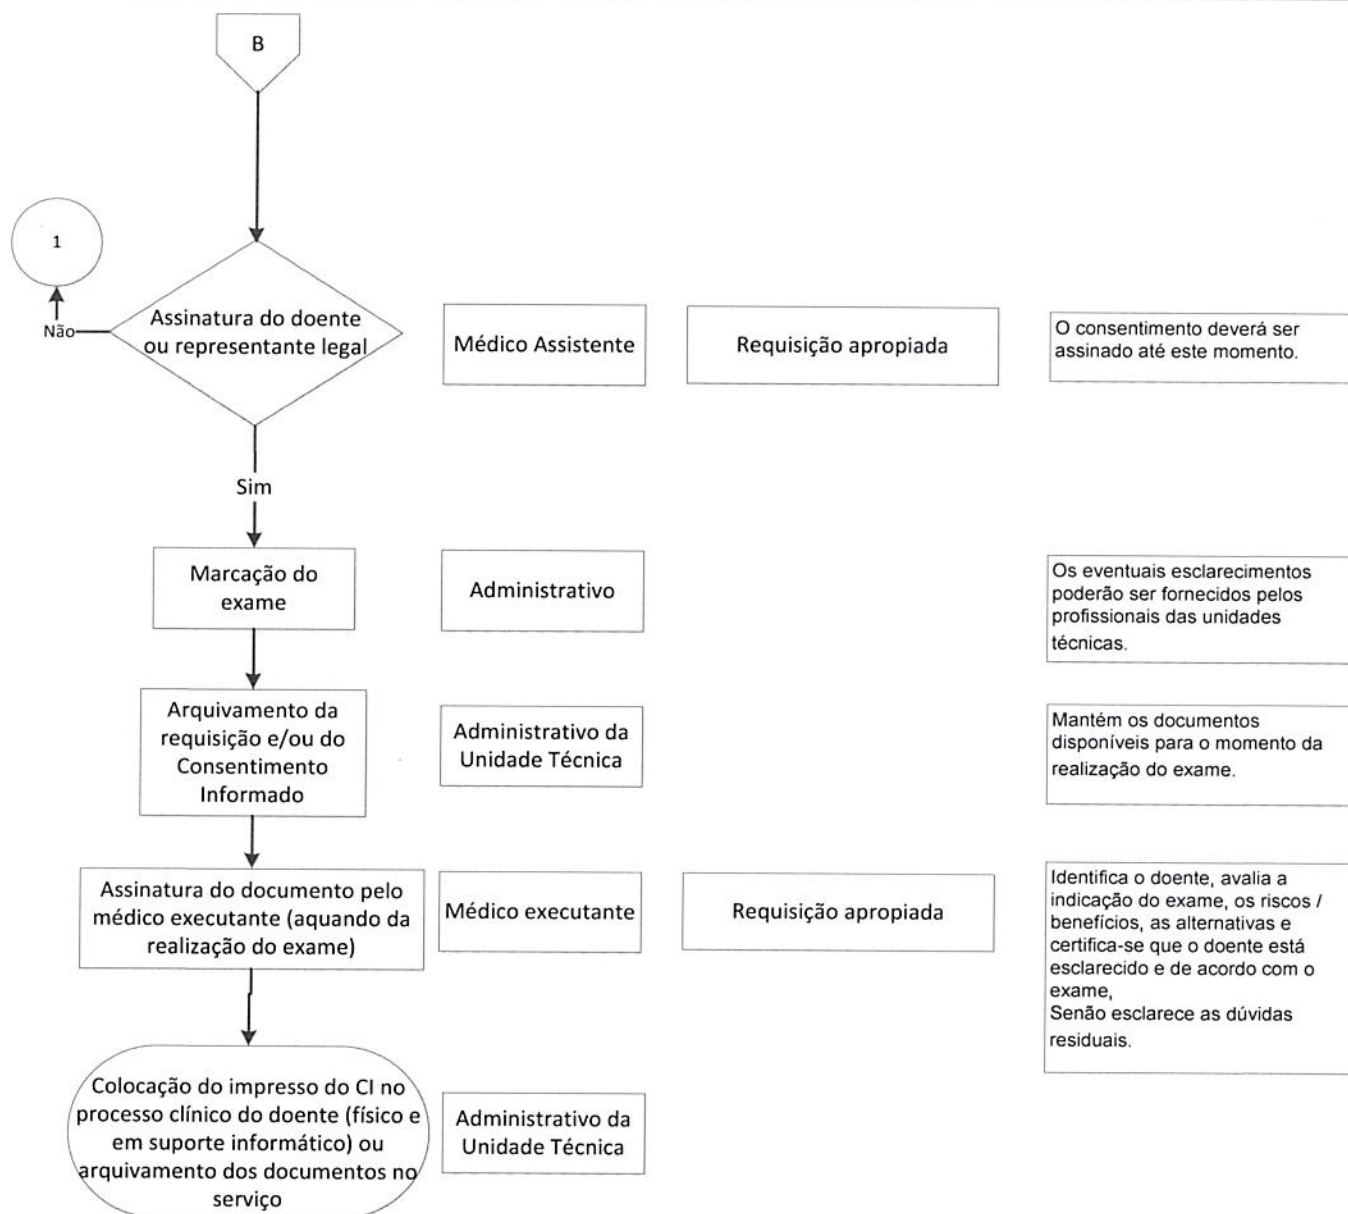 B
1
Não
Assinatura do doente
ou representante legal
Médico Assistente
Requisição apropiada
O consentimento deverá ser
assinado até este momento.
Sim
Marcação do
exame
Administrativo
Os eventuais esclarecimentos
poderão ser fornecidos pelos
profissionais das unidades
técnicas.
Arquivamento da
requisição e/ou do
Consentimento
Informado
Administrativo da
Unidade Técnica
Mantém os documentos
disponíveis para o momento da
realização do exame.
Assinatura do documento pelo
médico executante (aquando da
realização do exame)
Médico executante
Requisição apropiada
Identifica o doente, avalia a
indicação do exame, os riscos /
benefícios, as alternativas e
certifica-se que o doente está
esclarecido e de acordo com o
exame,
Senão esclarece as dúvidas
residuais.
Colocação do impresso do CI no
processo clínico do doente (físico e
em suporte informático) ou
arquivamento dos documentos no
serviço
Administrativo da
Unidade Técnica